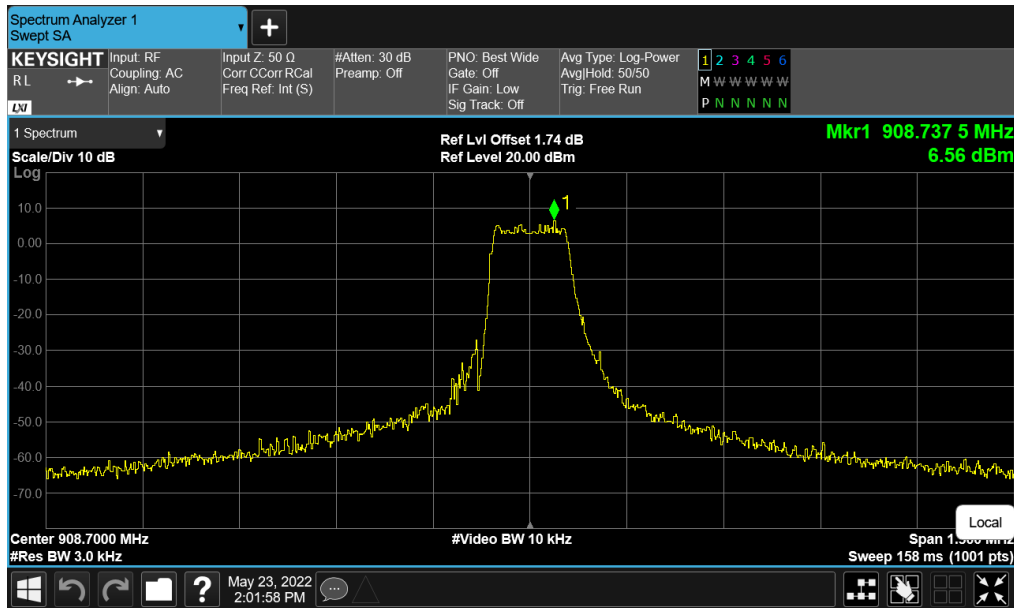 Spectrum Analyzer 1
Swept SA
+
KEYSIGHT
R L
LXI
Input: RF
Coupling: AC
Align: Auto
Input Z: 50 Ω
Corr CCorr RCal
Freq Ref: Int (S)
#Atten: 30 dB
Preamp: Off
PNO: Best Wide
Gate: Off
IF Gain: Low
Sig Track: Off
Avg Type: Log-Power
Avg|Hold: 50/50
Trig: Free Run
1 2 3 4 5 6
M W W W W W
P N N N N N
1 Spectrum
Scale/Div 10 dB
Log
Ref Lvl Offset 1.74 dB
Ref Level 20.00 dBm
Mkr1 908.737 5 MHz
6.56 dBm
1
10.0
0.00
-10.0
-20.0
-30.0
-40.0
-50.0
-60.0
-70.0
Local
Center 908.7000 MHz
#Video BW 10 kHz
Span
#Res BW 3.0 kHz
Sweep 158 ms (1001 pts)
?
May 23, 2022
2:01:58 PM